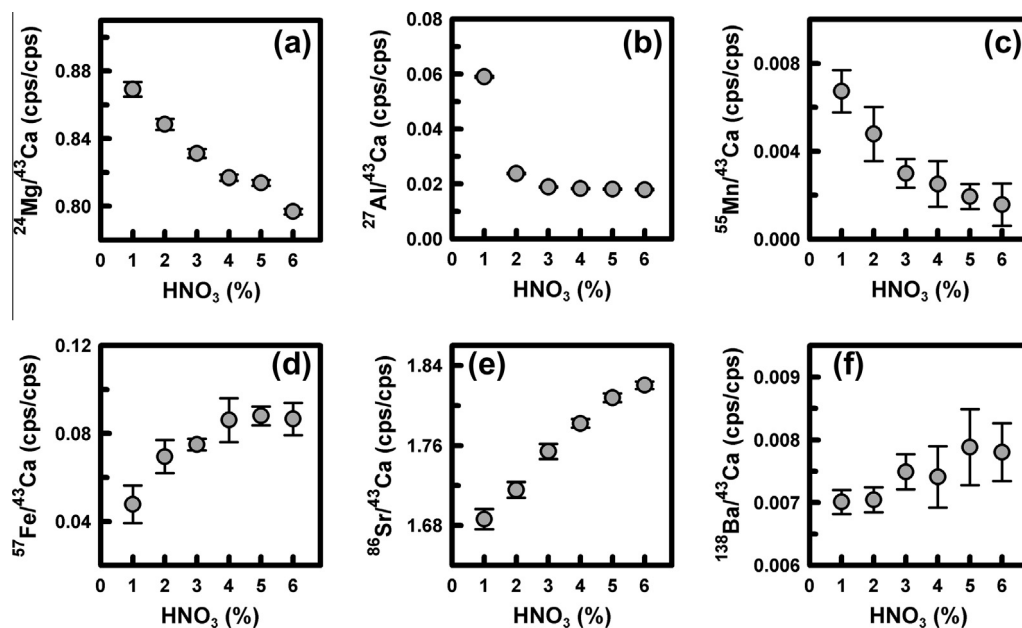 (a)
²⁴Mg/⁴³Ca (cps/cps)
0.88
0.84
0.80
0 1 2 3 4 5 6
HNO₃ (%)
(b)
²⁷Al/⁴³Ca (cps/cps)
0.08
0.06
0.04
0.02
0.00
0 1 2 3 4 5 6
HNO₃ (%)
(c)
⁵⁵Mn/⁴³Ca (cps/cps)
0.008
0.004
0.000
0 1 2 3 4 5 6
HNO₃ (%)
(d)
⁵⁷Fe/⁴³Ca (cps/cps)
0.12
0.08
0.04
0 1 2 3 4 5 6
HNO₃ (%)
(e)
⁸⁶Sr/⁴³Ca (cps/cps)
1.84
1.76
1.68
0 1 2 3 4 5 6
HNO₃ (%)
(f)
¹³⁸Ba/⁴³Ca (cps/cps)
0.009
0.008
0.007
0.006
0 1 2 3 4 5 6
HNO₃ (%)